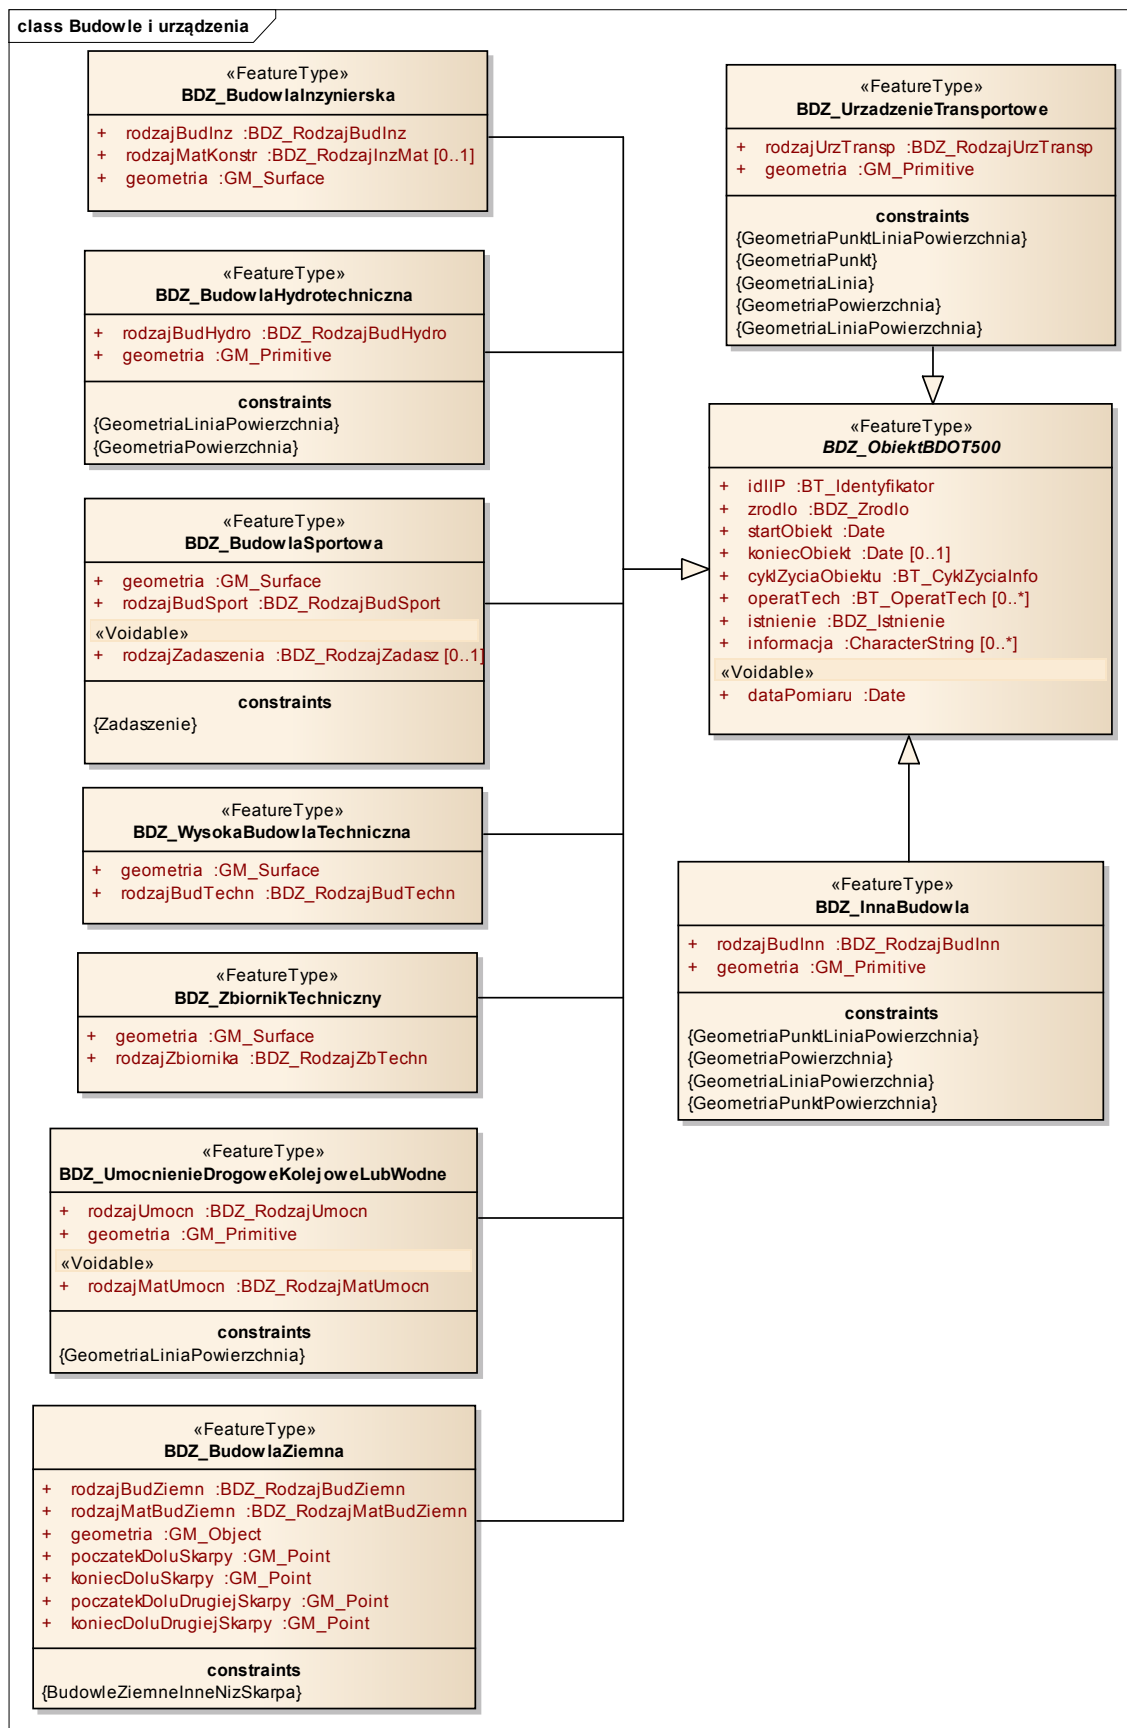 class Budowle i urządzenia
«FeatureType»
BDZ_BudowlaInzynierska
+ rodzajBudInz :BDZ_RodzajBudInz
+ rodzajMatKonstr :BDZ_RodzajInzMat [0..1]
+ geometria :GM_Surface
«FeatureType»
BDZ_BudowlaHydrotechniczna
+ rodzajBudHydro :BDZ_RodzajBudHydro
+ geometria :GM_Primitive
constraints
{GeometriaLiniaPowierzchnia}
{GeometriaPowierzchnia}
«FeatureType»
BDZ_BudowlaSportowa
+ geometria :GM_Surface
+ rodzajBudSport :BDZ_RodzajBudSport
«Voidable»
+ rodzajZadaszenia :BDZ_RodzajZadasz [0..1]
constraints
{Zadaszenie}
«FeatureType»
BDZ_WysokaBudowlaTechniczna
+ geometria :GM_Surface
+ rodzajBudTechn :BDZ_RodzajBudTechn
«FeatureType»
BDZ_ZbiornikTechniczny
+ geometria :GM_Surface
+ rodzajZbiornika :BDZ_RodzajZbTechn
«FeatureType»
BDZ_UmocnienieDrogoweKolejoweLubWodne
+ rodzajUmocn :BDZ_RodzajUmocn
+ geometria :GM_Primitive
«Voidable»
+ rodzajMatUmocn :BDZ_RodzajMatUmocn
constraints
{GeometriaLiniaPowierzchnia}
«FeatureType»
BDZ_BudowlaZiemna
+ rodzajBudZiemn :BDZ_RodzajBudZiemn
+ rodzajMatBudZiemn :BDZ_RodzajMatBudZiemn
+ geometria :GM_Object
+ poczatekDoluSkarpy :GM_Point
+ koniecDoluSkarpy :GM_Point
+ poczatekDoluDrugiejSkarpy :GM_Point
+ koniecDoluDrugiejSkarpy :GM_Point
constraints
{BudowleZiemneInneNizSkarpa}
«FeatureType»
BDZ_UrzadzenieTransportowe
+ rodzajUrzTransp :BDZ_RodzajUrzTransp
+ geometria :GM_Primitive
constraints
{GeometriaPunktLiniaPowierzchnia}
{GeometriaPunkt}
{GeometriaLinia}
{GeometriaPowierzchnia}
{GeometriaLiniaPowierzchnia}
«FeatureType»
BDZ_ObiektBDOT500
+ idIIP :BT_Identyfikator
+ zrodlo :BDZ_Zrodlo
+ startObiekt :Date
+ koniecObiekt :Date [0..1]
+ cyklZyciaObiektu :BT_CyklZyciaInfo
+ operatTech :BT_OperatTech [0..*]
+ istnienie :BDZ_Istnienie
+ informacja :CharacterString [0..*]
«Voidable»
+ dataPomiaru :Date
«FeatureType»
BDZ_InnaBudowla
+ rodzajBudInn :BDZ_RodzajBudInn
+ geometria :GM_Primitive
constraints
{GeometriaPunktLiniaPowierzchnia}
{GeometriaPowierzchnia}
{GeometriaLiniaPowierzchnia}
{GeometriaPunktPowierzchnia}